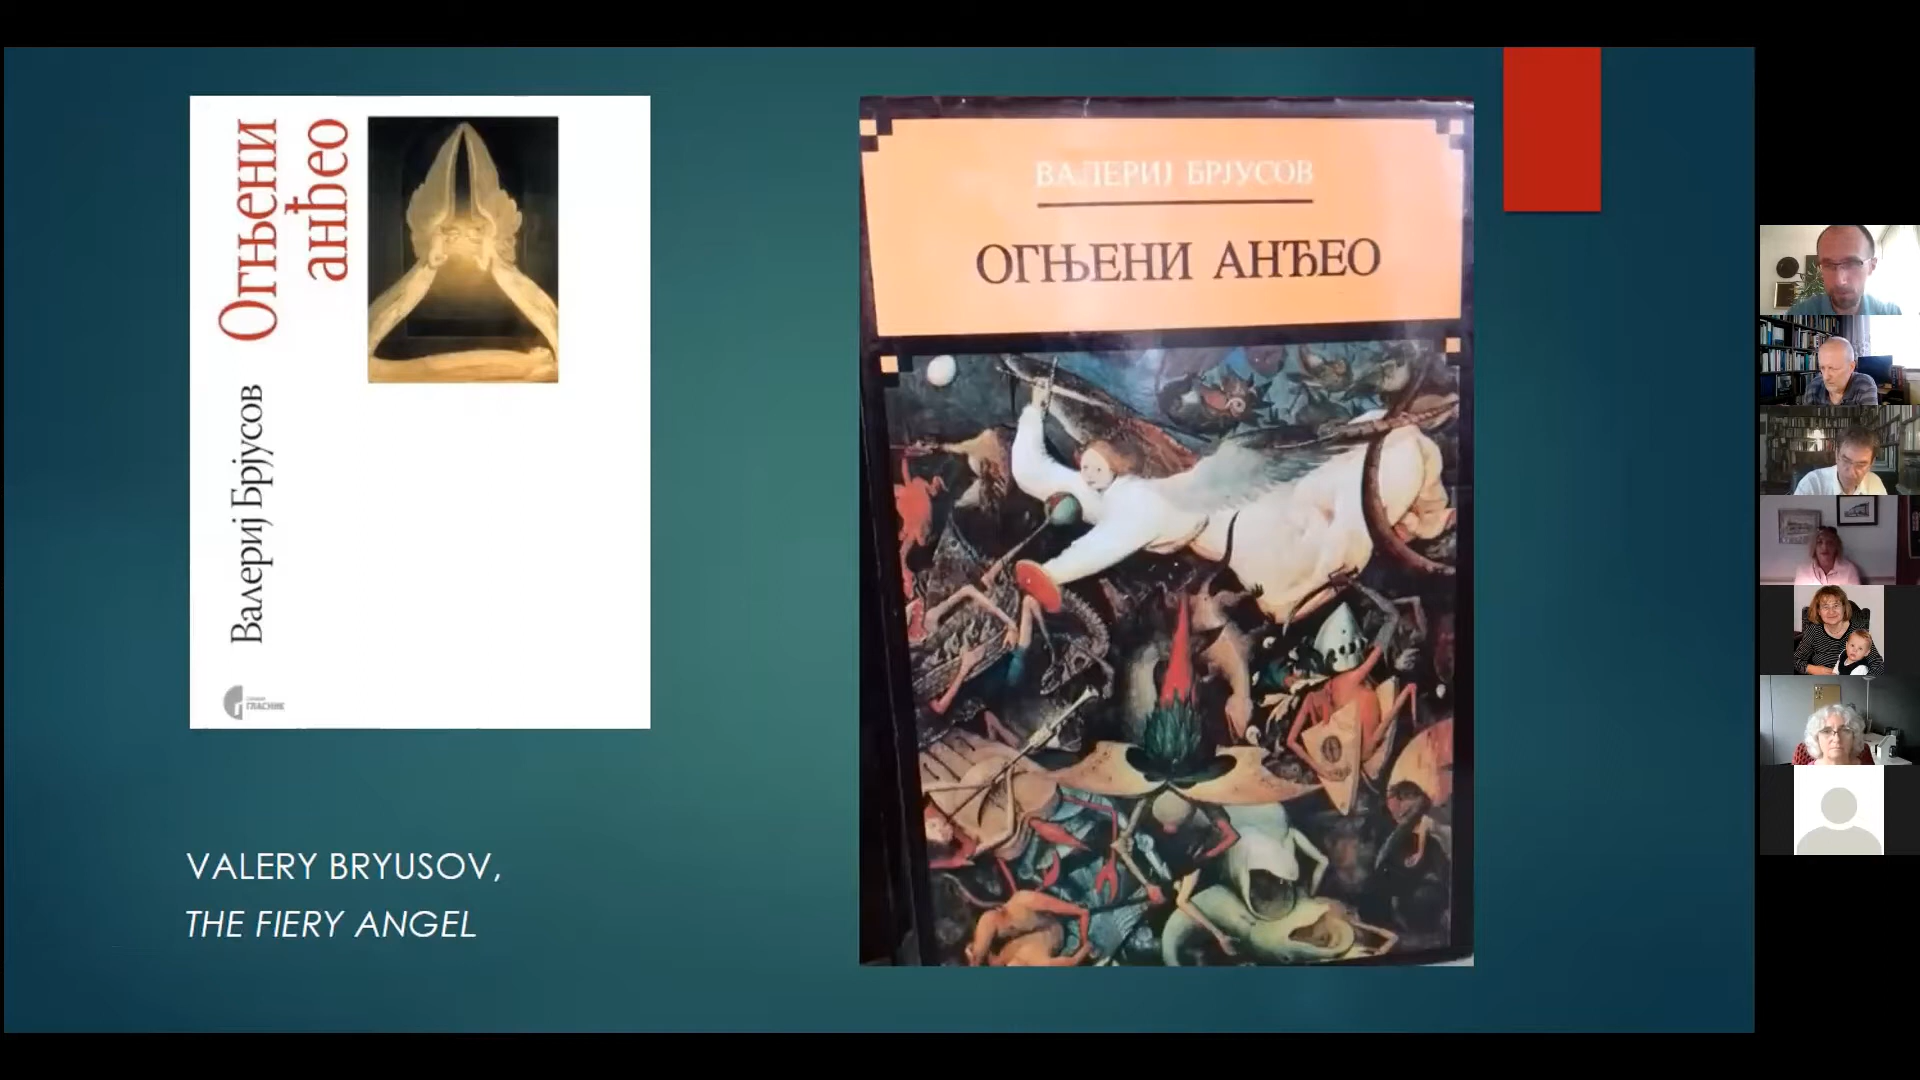 Огњени
анђео
Валериј Брјусов
ГЛАСНИК
ВАЛЕРИЈ БРЈУСОВ
ОГЊЕНИ АНЂЕО
VALERY BRYUSOV,
THE FIERY ANGEL